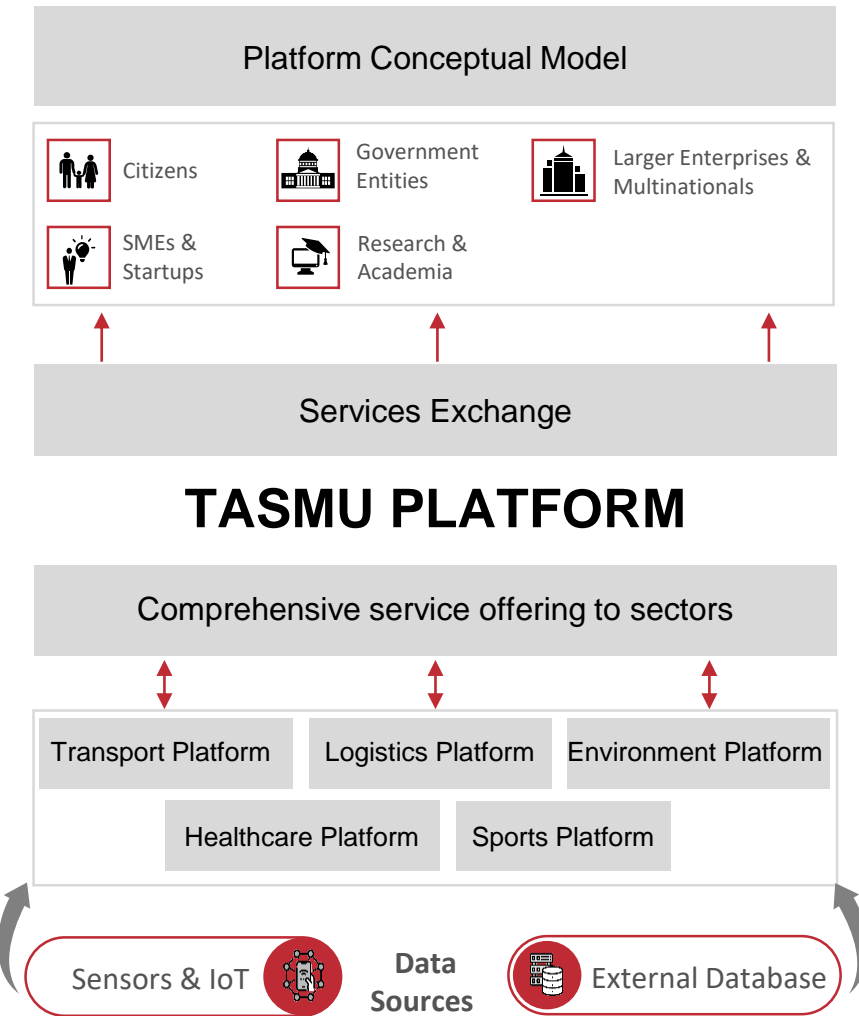 Platform Conceptual Model
Citizens
Government
Entities
Larger Enterprises &
Multinationals
SMEs &
Startups
Research &
Academia
Services Exchange
TASMU PLATFORM
Comprehensive service offering to sectors
Transport Platform
Logistics Platform
Environment Platform
Healthcare Platform
Sports Platform
Sensors & IoT
Data
Sources
External Database